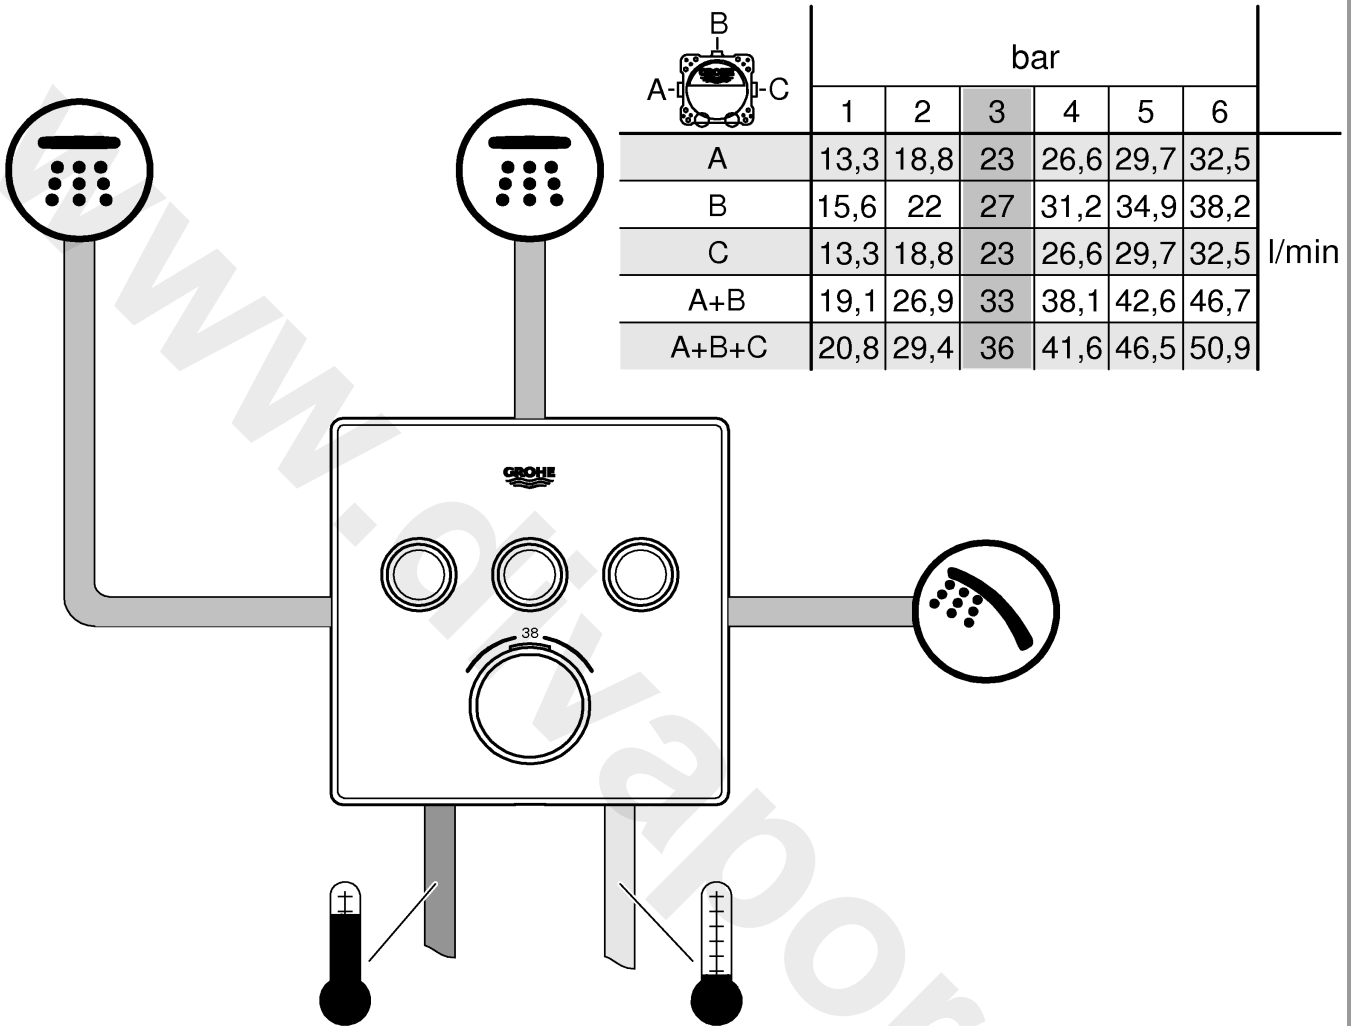 B
bar
A C
GROHE
1 2 3 4 5 6
A 13,3 18,8 23 26,6 29,7 32,5
B 15,6 22 27 31,2 34,9 38,2
C 13,3 18,8 23 26,6 29,7 32,5 l/min
A+B 19,1 26,9 33 38,1 42,6 46,7
A+B+C 20,8 29,4 36 41,6 46,5 50,9
GROHE
38
www.divapor